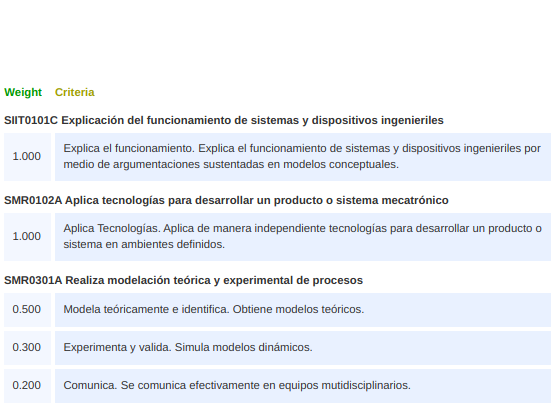 Weight Criteria
SIIT0101C Explicación del funcionamiento de sistemas y dispositivos ingenieriles
1.000 Explica el funcionamiento. Explica el funcionamiento de sistemas y dispositivos ingenieriles por
medio de argumentaciones sustentadas en modelos conceptuales.
SMR0102A Aplica tecnologías para desarrollar un producto o sistema mecatrónico
1.000 Aplica Tecnologías. Aplica de manera independiente tecnologías para desarrollar un producto o
sistema en ambientes definidos.
SMR0301A Realiza modelación teórica y experimental de procesos
0.500 Modela teóricamente e identifica. Obtiene modelos teóricos.
0.300 Experimenta y valida. Simula modelos dinámicos.
0.200 Comunica. Se comunica efectivamente en equipos mutidisciplinarios.